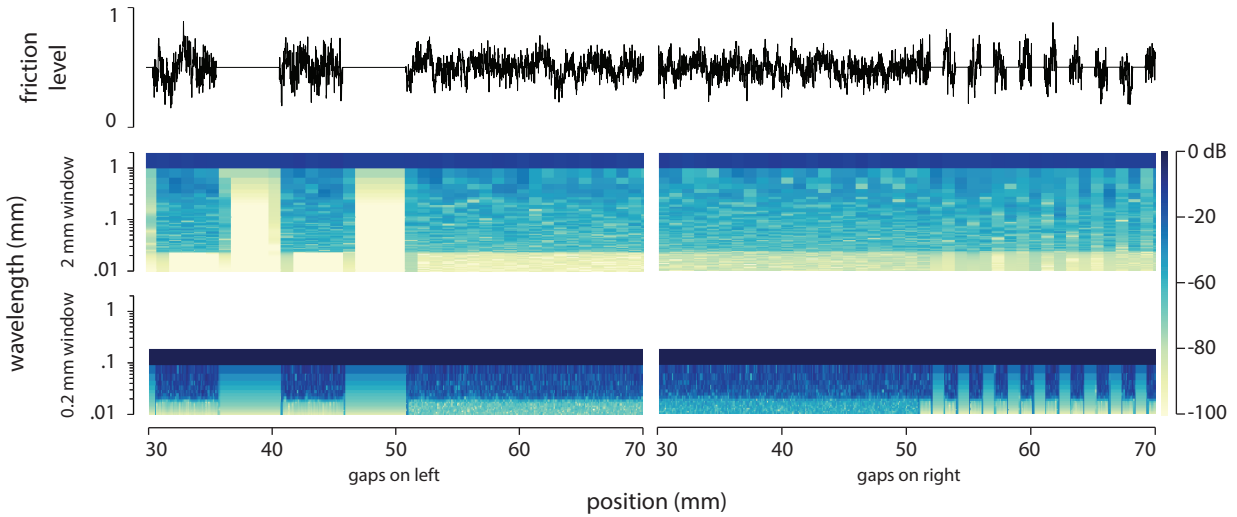 1
friction
level
0
wavelength (mm)
2 mm window
1
.1
.01
0.2 mm window
1
.1
.01
0 dB
-20
-60
-80
-100
30 40 50 60 70 30 40 50 60 70
gaps on left gaps on right
position (mm)